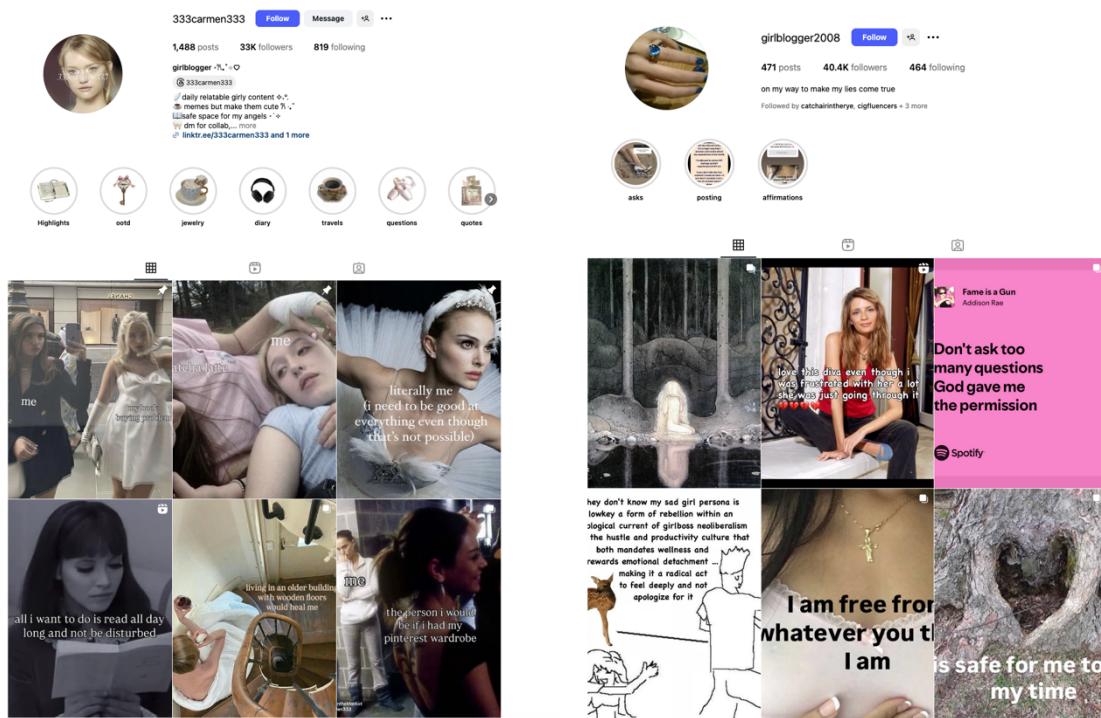 333carmen333
Follow
Message
1,488 posts
33K followers
819 following
girlblogger
333carmen333
daily relatable girly content
memes but make them cute
safe space for my angels
dm for collab,... more
linktr.ee/333carmen333 and 1 more
Highlights
ootd
jewelry
diary
travels
questions
quotes
me
me
literally me
(i need to be good at
everything even though
that's not possible)
all i want to do is read all day
long and not be disturbed
living in an older building
with wooden floors
would heal me
me
the person i would
be if i had my
pinterest wardrobe
girlblogger2008
Follow
471 posts
40.4K followers
464 following
on my way to make my lies come true
Followed by catchairintherye, cigfluencers + 3 more
asks
posting
affirmations
love this diva even though i
was frustrated with her a lot
she was just going through it
Fame is a Gun
Addison Rae
Don't ask too
many questions
God gave me
the permission
Spotify
hey don't know my sad girl persona is
lowkey a form of rebellion within an
ological current of girlboss neoliberalism
the hustle and productivity culture that
both mandates wellness and
rewards emotional detachment ...
making it a radical act
to feel deeply and not
apologize for it
I am free from
whatever you th
I am
is safe for me to
my time